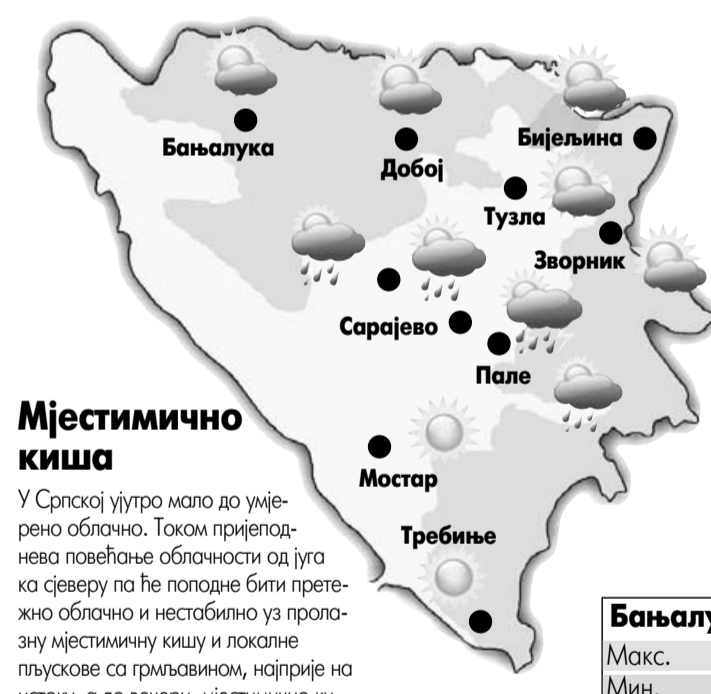 Бањалука
Добој
Бијељина
Тузла
Зворник
Сарајево
Пале
Мостар
Требиње
Мјестимично
киша
У Српској ујутро мало до умје-
рено облачно. Током пријепод-
нева повећање облачности од југа
ка сјеверу па ће поподне бити прете-
жно облачно и нестабилно уз прола-
зну мјестимичну кишу и локалне
пљускове са грмљавином, најприје на
Макс.
Мин.